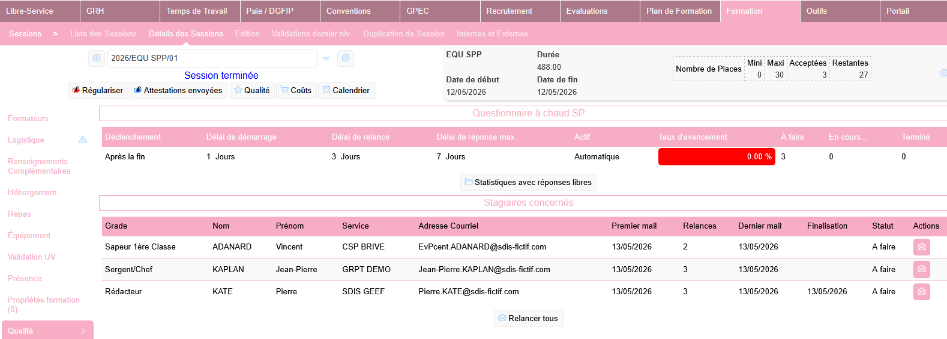 Libre-Service GRH Temps de Travail Paie / DGFIP Conventions GPEC Recrutement Evaluations Plan de Formation Formation Outils Portail
Sessions > Liste des Sessions Détails des Sessions Edition Validations dernier niv. Duplication de Session Internes et Externes
2026/EQU SPP/01
Session terminée
Régulariser Attestations envoyées Qualité Coûts Calendrier
EQU SPP Durée
488:00
Date de début Date de fin
12/05/2026 12/05/2026
Nombre de Places Mini Maxi Acceptées Restantes
0 30 3 27
Formateurs
Logistique
Renseignements
Complémentaires
Hébergement
Repas
Équipement
Validation UV
Présence
Propriétés formation
(0)
Qualité
Questionnaire à chaud SP
Déclenchement Délai de démarrage Délai de relance Délai de réponse max Actif Taux d'avancement À faire En cours... Terminé
Après la fin 1 Jours 3 Jours 7 Jours Automatique 0.00 % 3 0 0
Statistiques avec réponses libres
Stagiaires concernés
Grade Nom Prénom Service Adresse Courriel Premier mail Relances Dernier mail Finalisation Statut Actions
Sapeur 1ère Classe ADANARD Vincent CSP BRIVE EvPcent.ADANARD@sdis-fictif.com 13/05/2026 2 13/05/2026 A faire
Sergent/Chef KAPLAN Jean-Pierre GRPT DEMO Jean-Pierre.KAPLAN@sdis-fictif.com 13/05/2026 3 13/05/2026 A faire
Rédacteur KATE Pierre SDIS GEEF Pierre.KATE@sdis-fictif.com 13/05/2026 3 13/05/2026 13/05/2026 A faire
Relancer tous